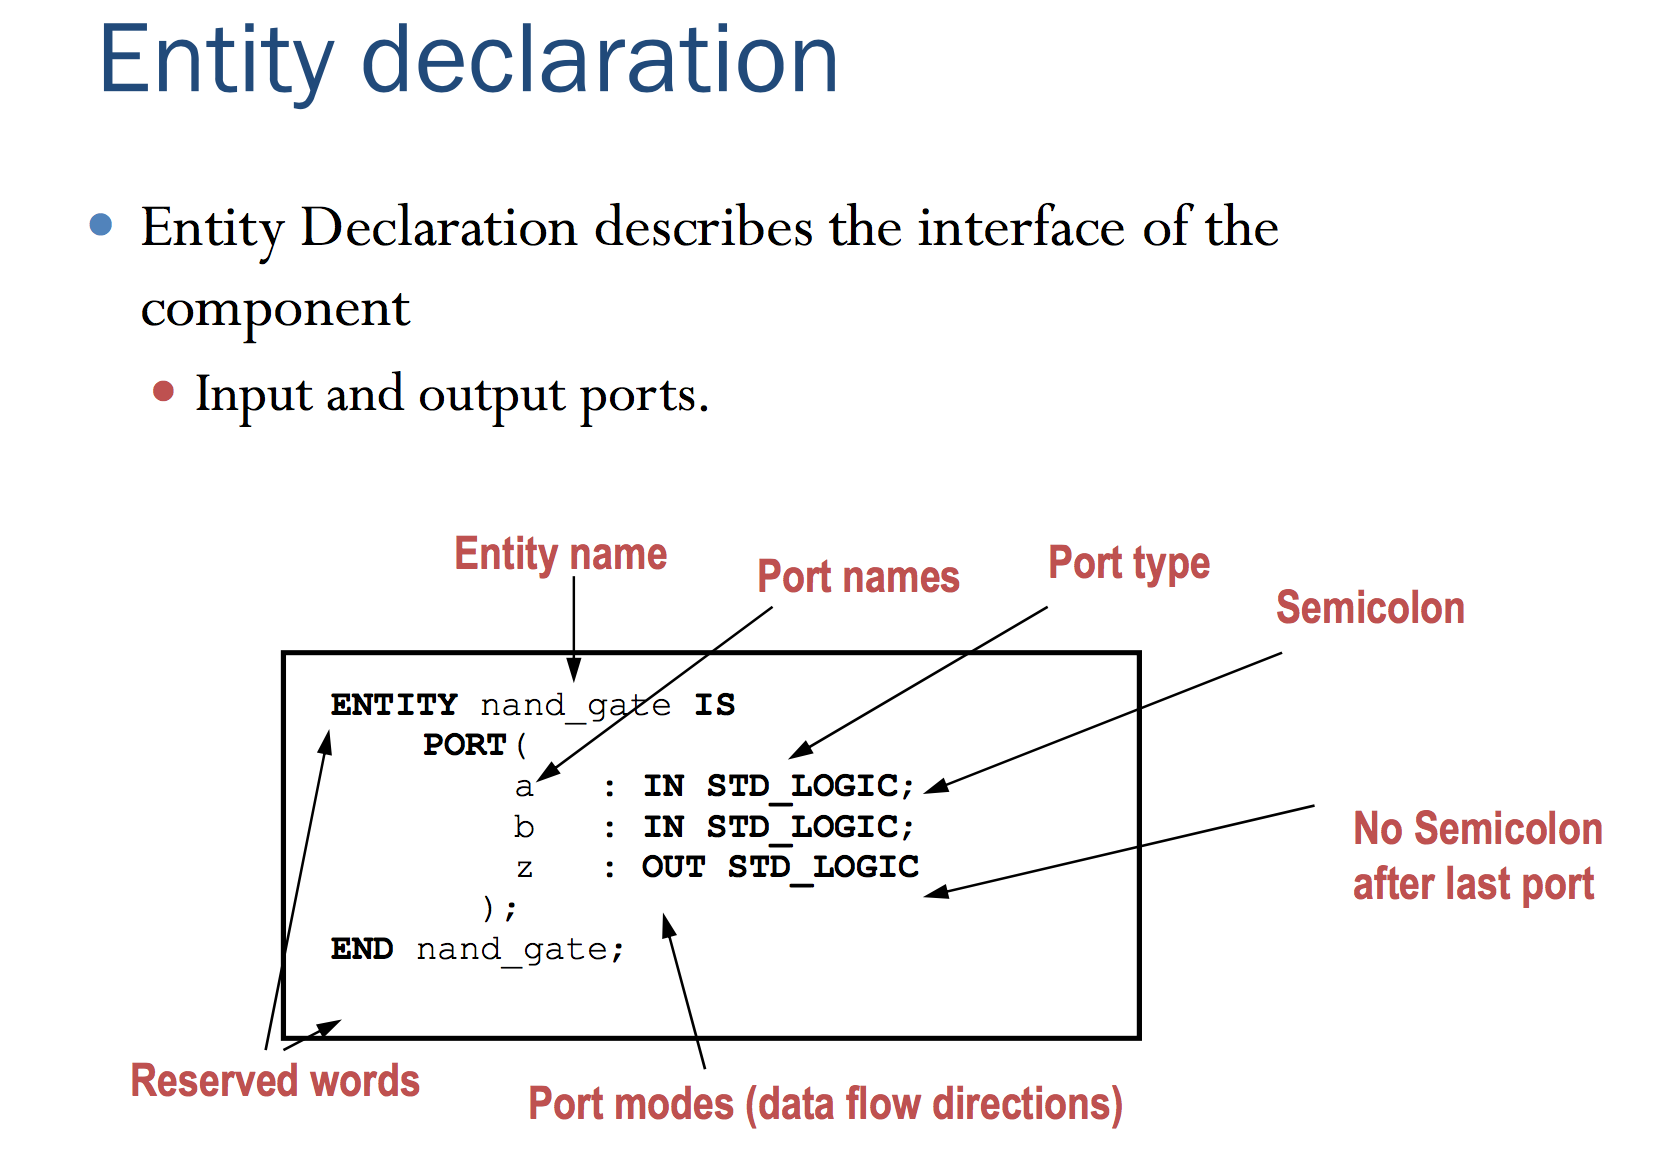 Entity declaration
Entity Declaration describes the interface of the
component
Input and output ports.
Entity name
Port names
Port type
Semicolon
ENTITY nand_gate IS
PORT(
a : IN STD_LOGIC;
b : IN STD_LOGIC;
z : OUT STD_LOGIC
);
END nand_gate;
No Semicolon
after last port
Reserved words
Port modes (data flow directions)